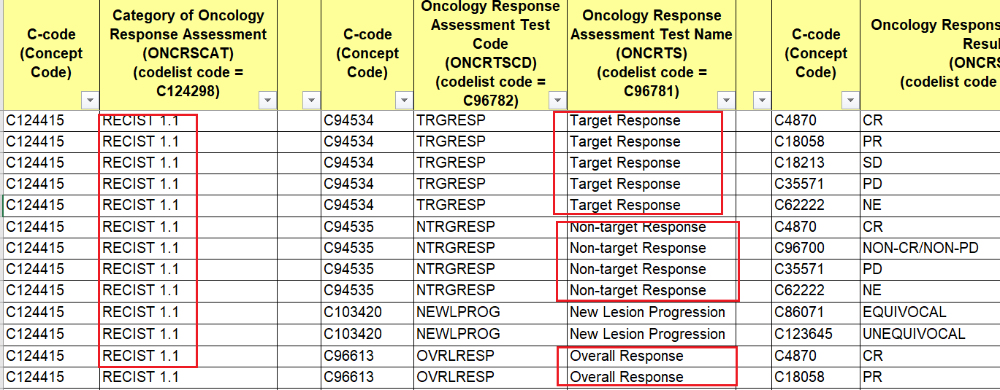 C-code
(Concept
Code)
Category of Oncology
Response Assessment
(ONCRSCAT)
(codelist code =
C124298)
C-code
(Concept
Code)
Oncology Response
Assessment Test
Code
(ONCRTSCD)
(codelist code =
C96782)
Oncology Response
Assessment Test Name
(ONCRTS)
(codelist code =
C96781)
C-code
(Concept
Code)
Oncology Respons
Resul
(ONCRS
(codelist code
C124415 RECIST 1.1 C94534 TRGRESP Target Response C4870 CR
C124415 RECIST 1.1 C94534 TRGRESP Target Response C18058 PR
C124415 RECIST 1.1 C94534 TRGRESP Target Response C18213 SD
C124415 RECIST 1.1 C94534 TRGRESP Target Response C35571 PD
C124415 RECIST 1.1 C94534 TRGRESP Target Response C62222 NE
C124415 RECIST 1.1 C94535 NTRGRESP Non-target Response C4870 CR
C124415 RECIST 1.1 C94535 NTRGRESP Non-target Response C96700 NON-CR/NON-PD
C124415 RECIST 1.1 C94535 NTRGRESP Non-target Response C35571 PD
C124415 RECIST 1.1 C94535 NTRGRESP Non-target Response C62222 NE
C124415 RECIST 1.1 C103420 NEWLPROG New Lesion Progression C86071 EQUIVOCAL
C124415 RECIST 1.1 C103420 NEWLPROG New Lesion Progression C123645 UNEQUIVOCAL
C124415 RECIST 1.1 C96613 OVRLRESP Overall Response C4870 CR
C124415 RECIST 1.1 C96613 OVRLRESP Overall Response C18058 PR